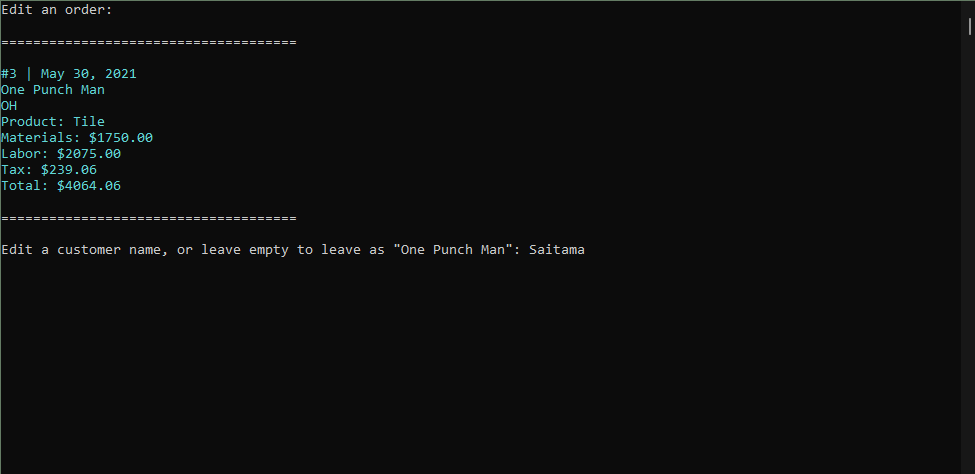 Edit an order:
=====================================
#3 | May 30, 2021
One Punch Man
OH
Product: Tile
Materials: $1750.00
Labor: $2075.00
Tax: $239.06
Total: $4064.06
=====================================
Edit a customer name, or leave empty to leave as "One Punch Man": Saitama